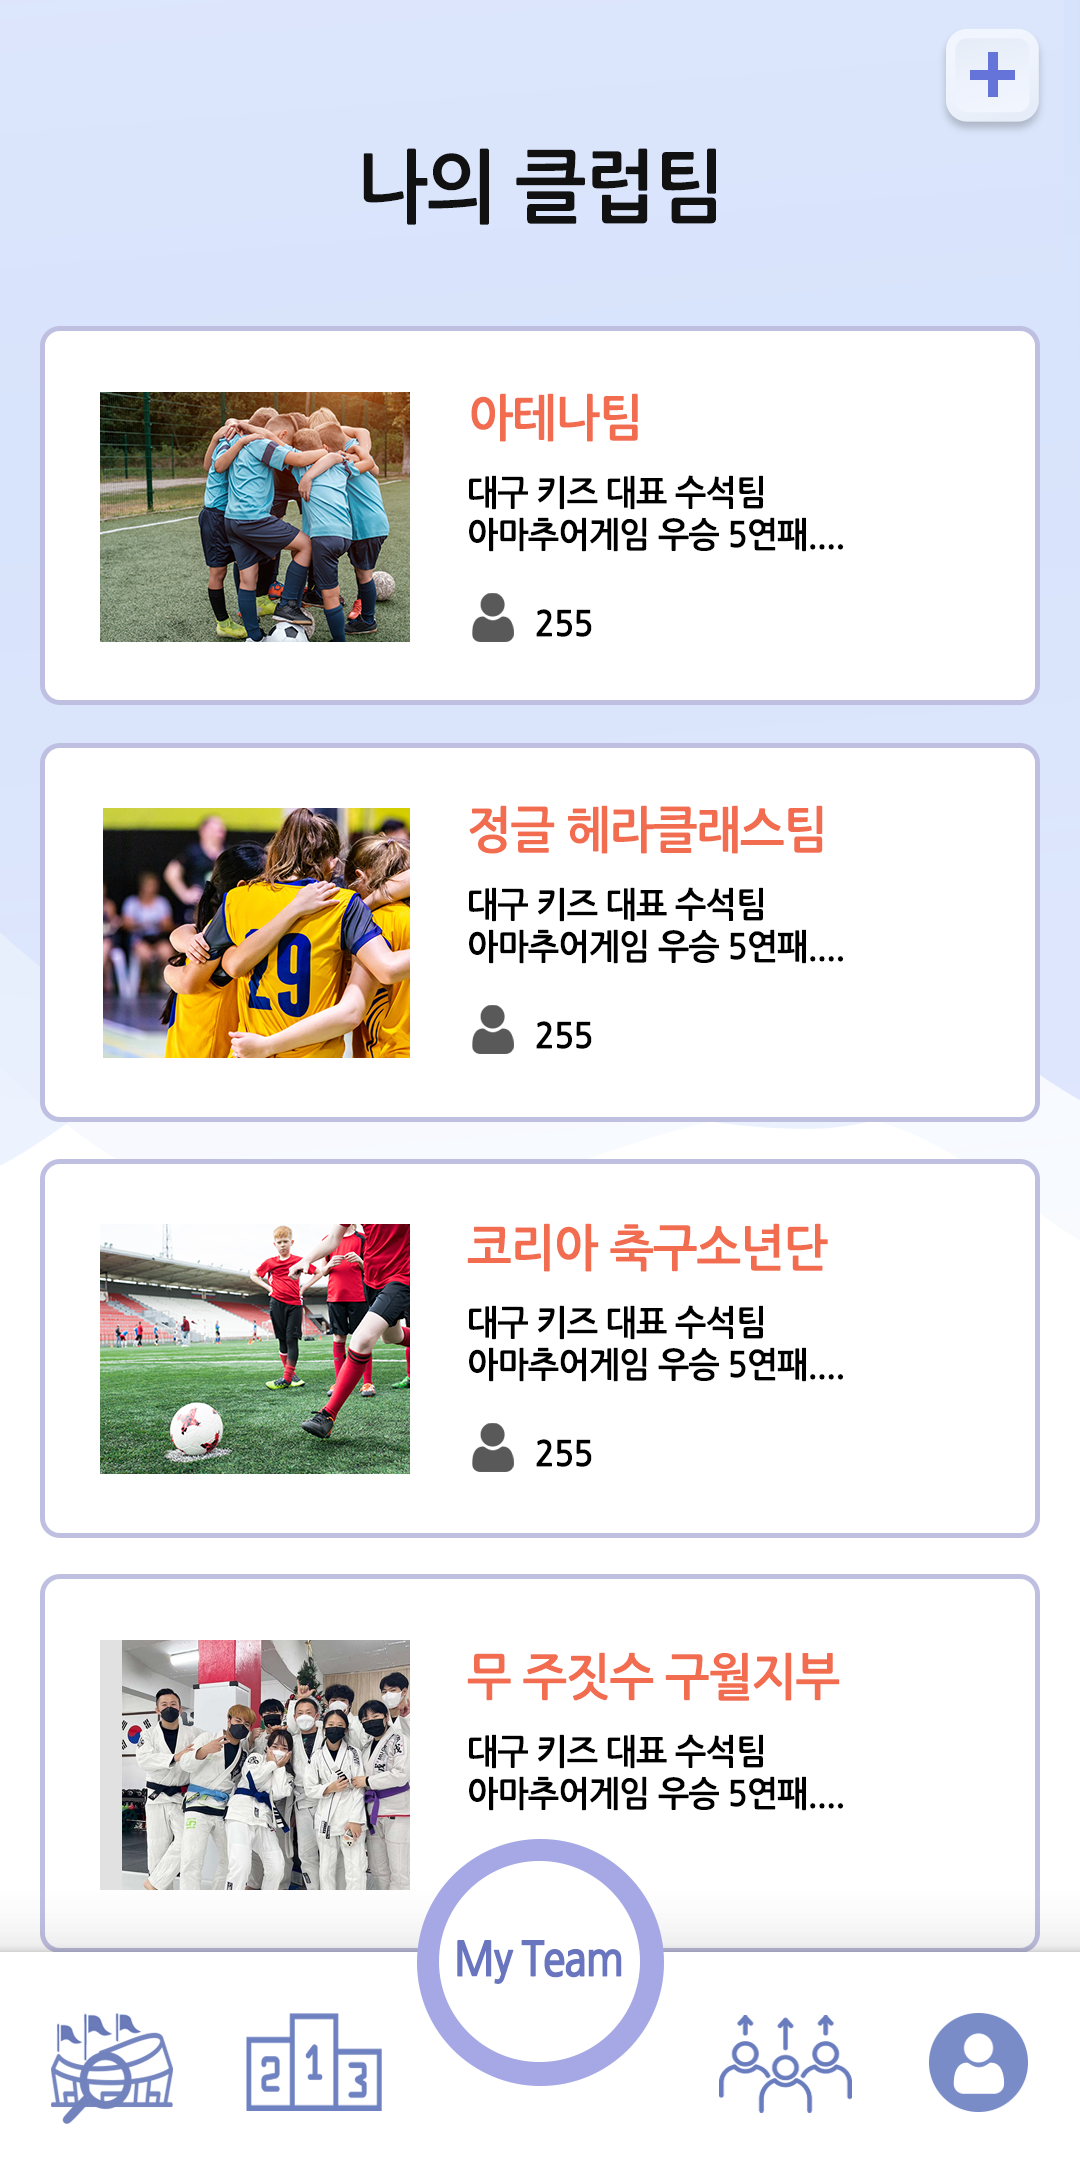 나의 클럽팀
아테나팀
대구 키즈 대표 수석팀
아마추어게임 우승 5연패....
255
정글 헤라클래스팀
대구 키즈 대표 수석팀
아마추어게임 우승 5연패....
29
255
코리아 축구소년단
대구 키즈 대표 수석팀
아마추어게임 우승 5연패....
255
무 주짓수 구월지부
대구 키즈 대표 수석팀
아마추어게임 우승 5연패....
My Team
2 1 3